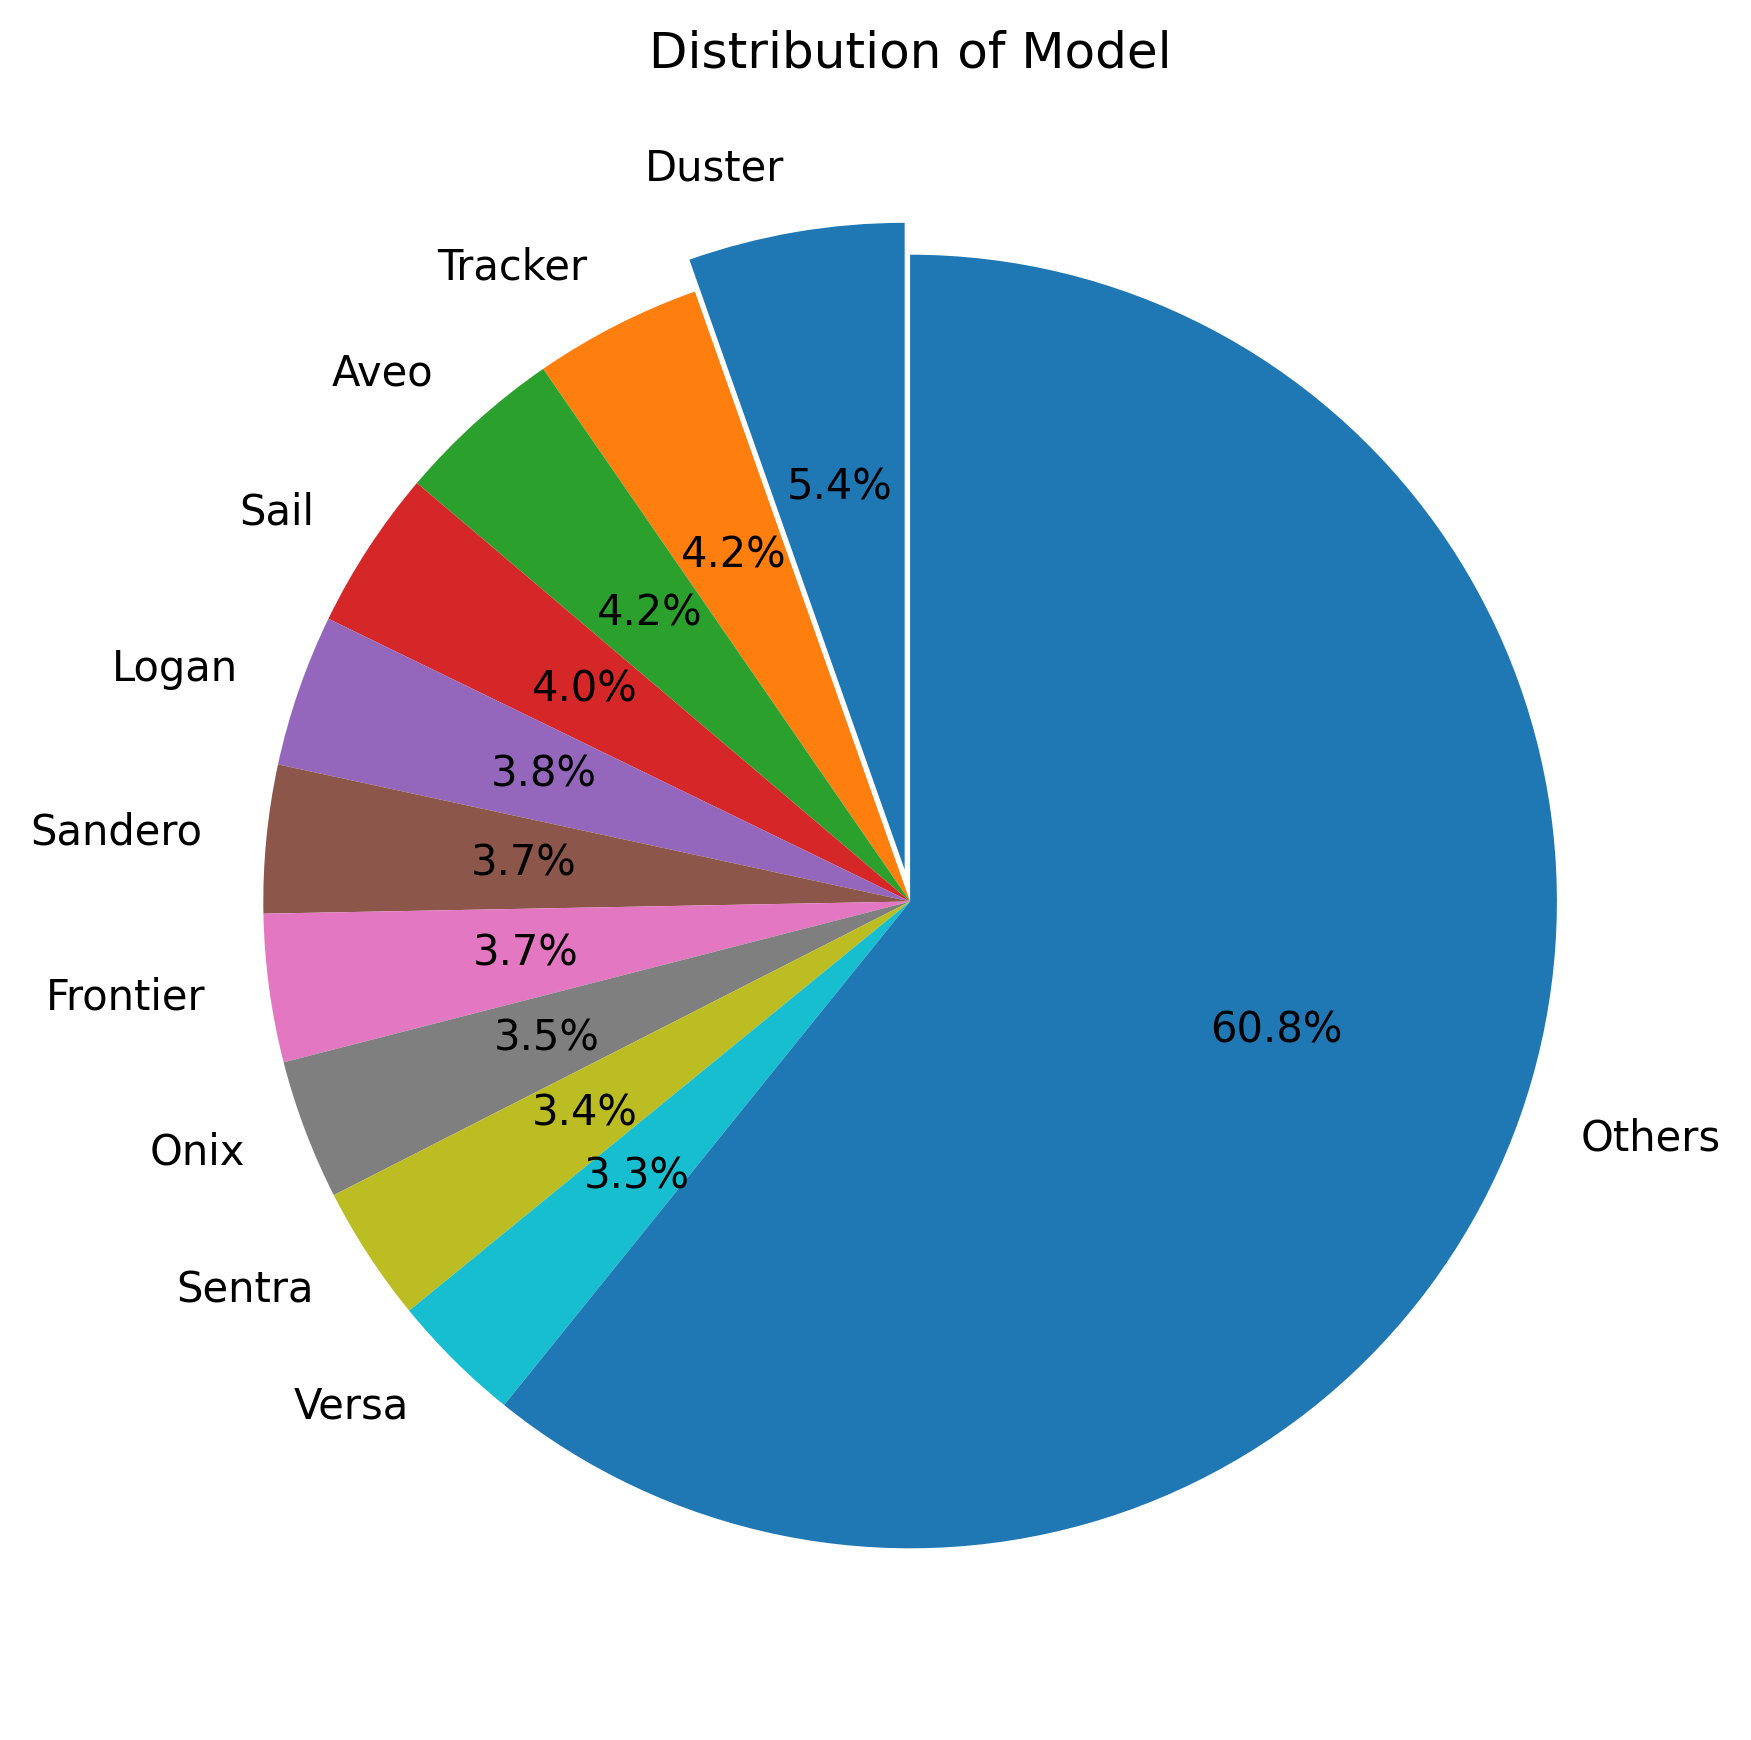 Distribution of Model
Duster
Tracker
Aveo
Sail
Logan
Sandero
Frontier
Onix
Sentra
Versa
Others
5.4%
4.2%
4.2%
4.0%
3.8%
3.7%
3.7%
3.5%
3.4%
3.3%
60.8%